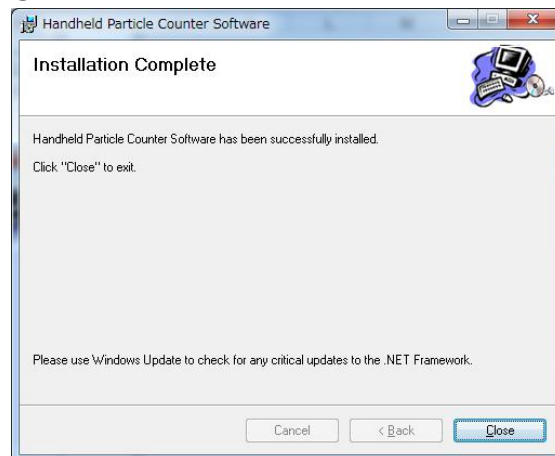 Handheld Particle Counter Software
Installation Complete
Handheld Particle Counter Software has been successfully installed.
Click "Close" to exit.
Please use Windows Update to check for any critical updates to the .NET Framework.
Cancel
< Back
Close